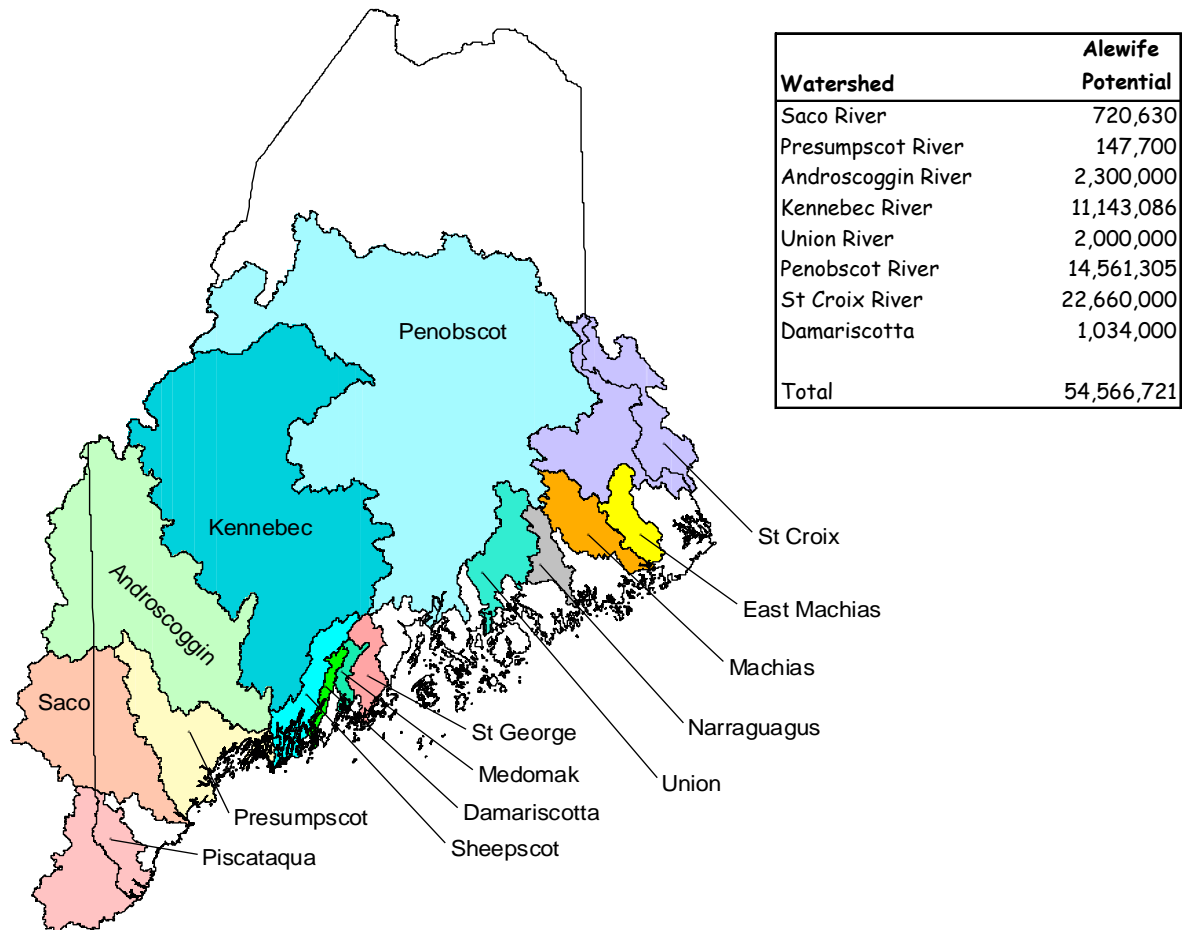 Alewife
Watershed Potential
Saco River 720,630
Presumpscot River 147,700
Androscoggin River 2,300,000
Kennebec River 11,143,086
Union River 2,000,000
Penobscot River 14,561,305
St Croix River 22,660,000
Damariscotta 1,034,000
Total 54,566,721
Penobscot
Kennebec
St Croix
Androscoggin
East Machias
Machias
Saco
Narraguagus
St George
Medomak
Union
Damariscotta
Presumpscot
Sheepscot
Piscataqua